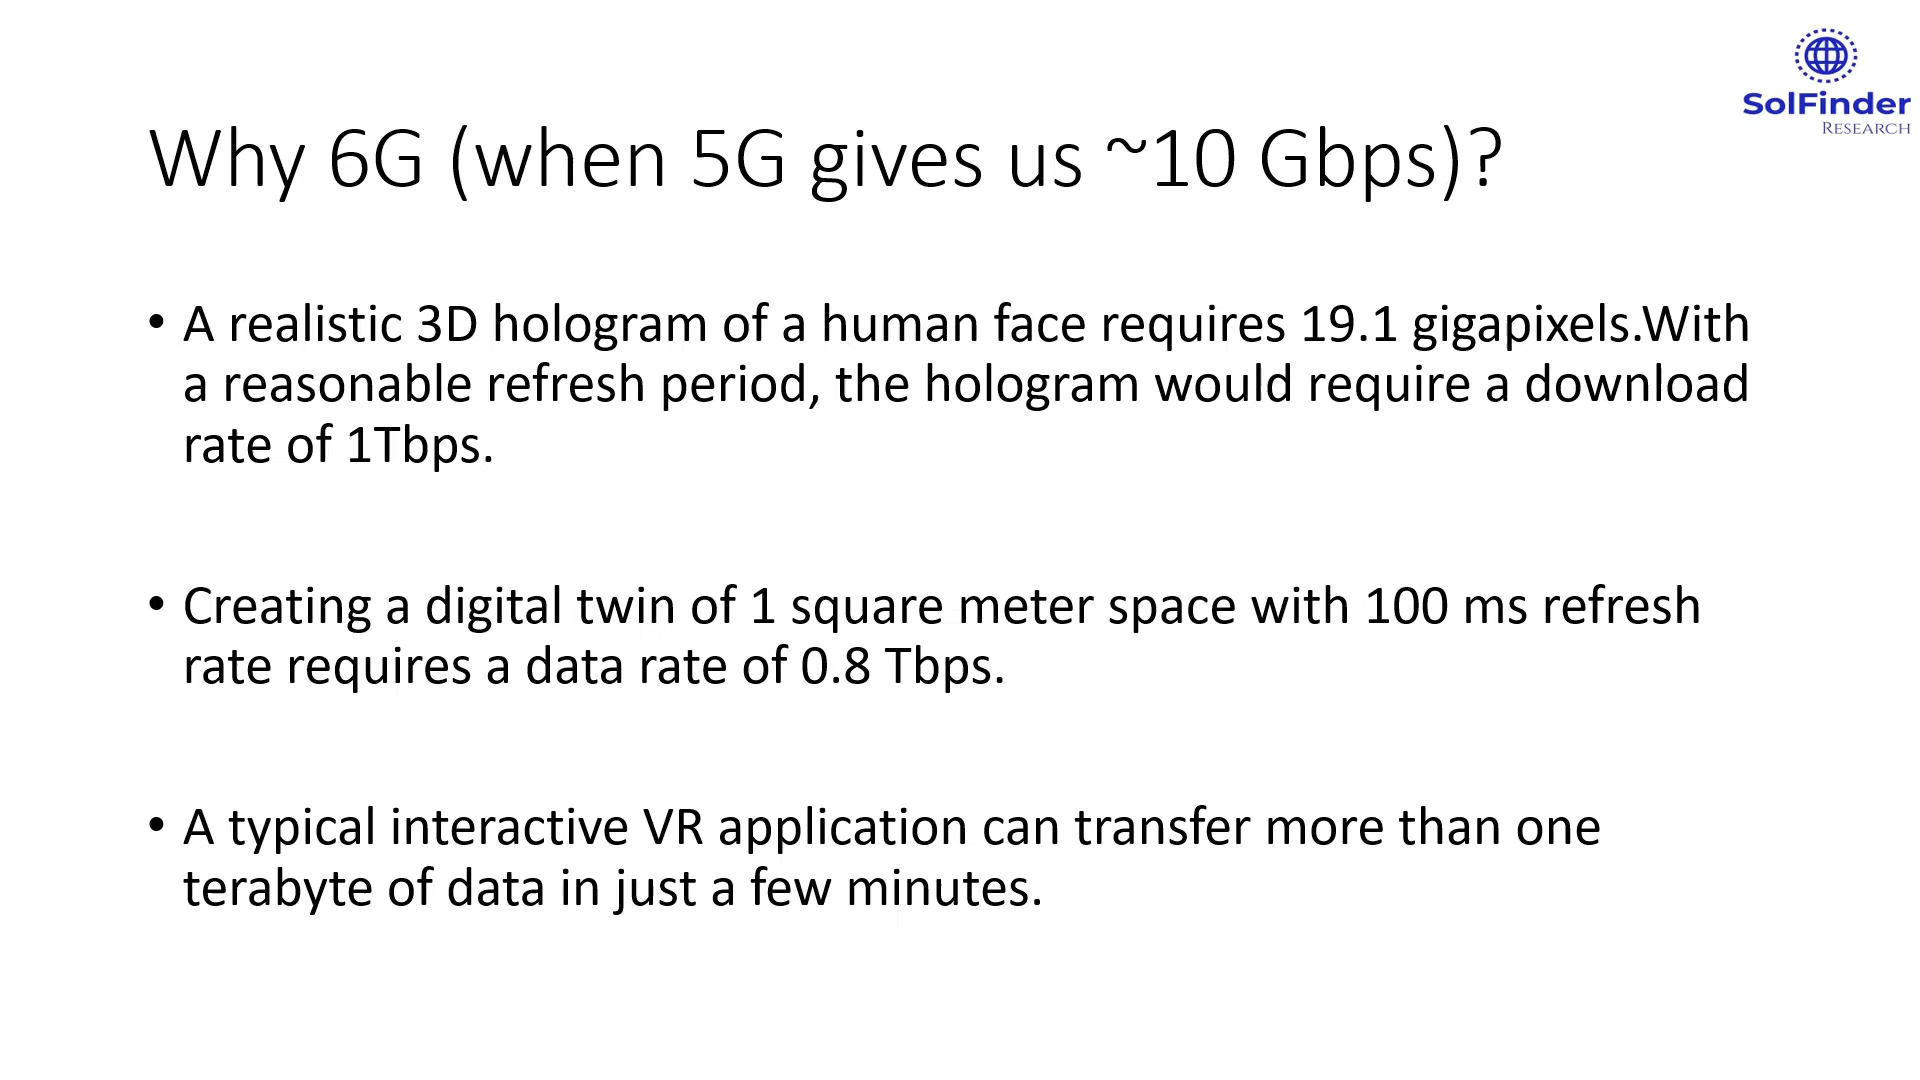 SolFinder
RESEARCH
Why 6G (when 5G gives us ~10 Gbps)?
• A realistic 3D hologram of a human face requires 19.1 gigapixels.With
a reasonable refresh period, the hologram would require a download
rate of 1Tbps.
• Creating a digital twin of 1 square meter space with 100 ms refresh
rate requires a data rate of 0.8 Tbps.
• A typical interactive VR application can transfer more than one
terabyte of data in just a few minutes.